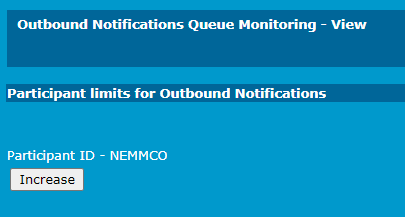 Outbound Notifications Queue Monitoring - View
Participant limits for Outbound Notifications
Participant ID - NEMMCO
Increase